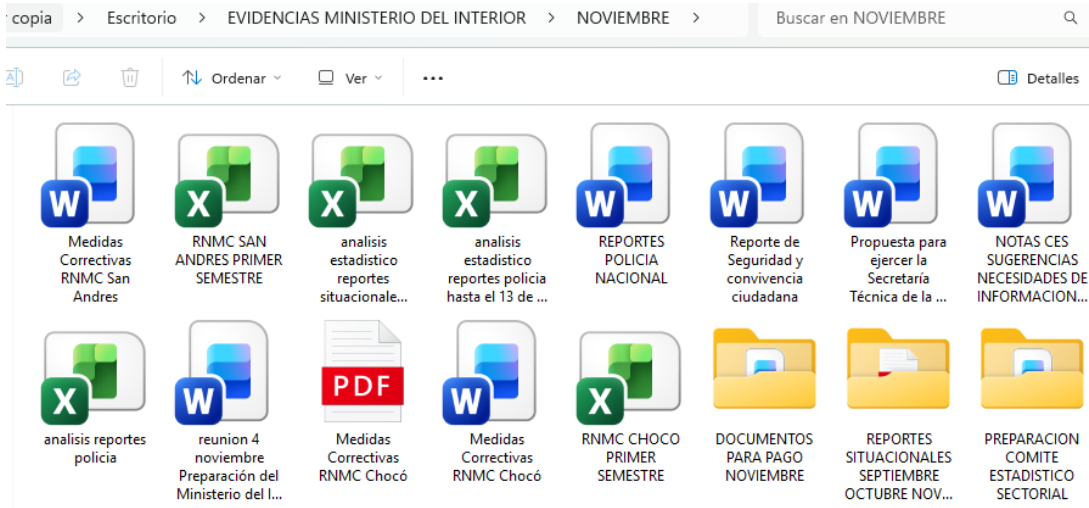 copia > Escritorio > EVIDENCIAS MINISTERIO DEL INTERIOR > NOVIEMBRE > Buscar en NOVIEMBRE
Ordenar Ver ... Detalles
W X X X W W W W
Medidas
Correctivas
RNMC San
Andres
RNMC SAN
ANDRES PRIMER
SEMESTRE
analisis
estadistico
reportes
situacionale...
analisis
estadistico
reportes policia
hasta el 13 de ...
REPORTES
POLICIA
NACIONAL
Reporte de
Seguridad y
convivencia
ciudadana
Propuesta para
ejercer la
Secretaría
Técnica de la ...
NOTAS CES
SUGERENCIAS
NECESIDADES DE
INFORMACION...
X W PDF W X
analisis reportes
policia
reunion 4
noviembre
Preparación del
Ministerio del I...
Medidas
Correctivas
RNMC Chocó
Medidas
Correctivas
RNMC Chocó
RNMC CHOCO
PRIMER
SEMESTRE
DOCUMENTOS
PARA PAGO
NOVIEMBRE
REPORTES
SITUACIONALES
SEPTIEMBRE
OCTUBRE NOV...
PREPARACION
COMITE
ESTADISTICO
SECTORIAL